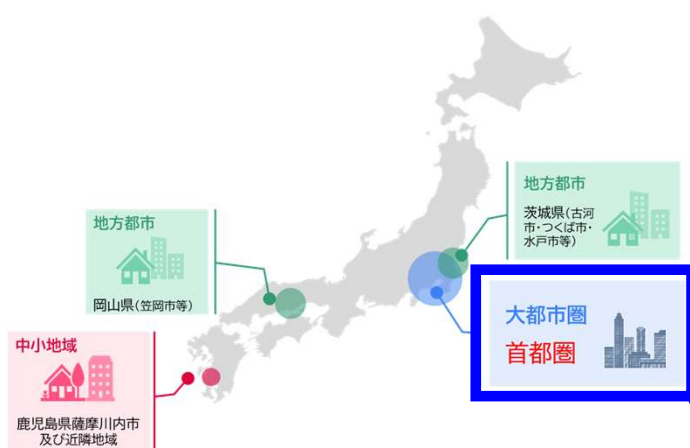 地方都市
茨城県(古河
市・つくば市・
水戸市等)
地方都市
岡山県(笠岡市等)
大都市圏
首都圏
中小地域
鹿児島県薩摩川内市
及び近隣地域